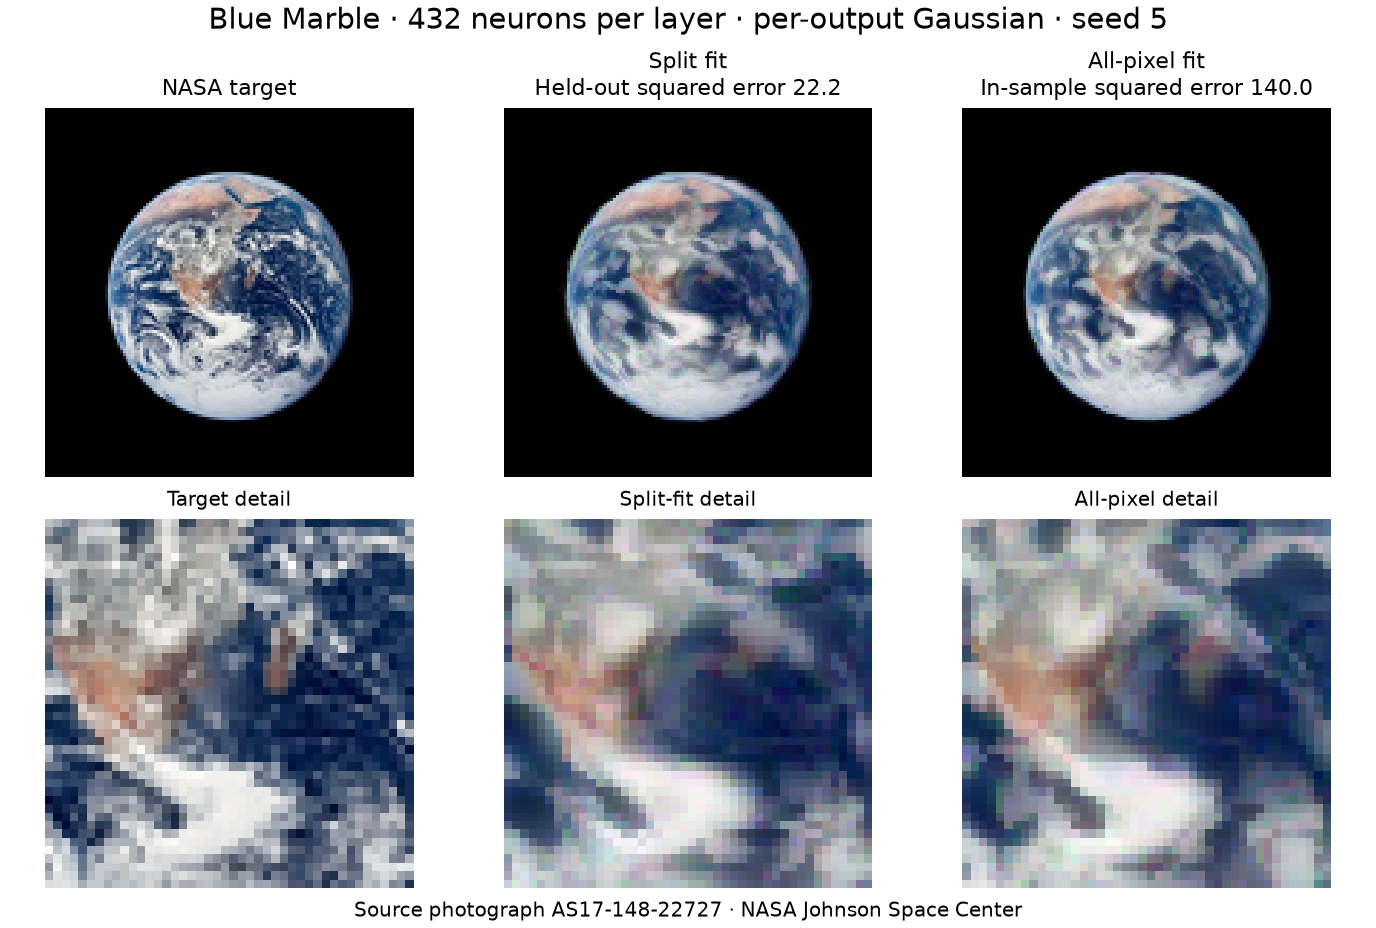 Blue Marble · 432 neurons per layer · per-output Gaussian · seed 5
NASA target
Split fit
Held-out squared error 22.2
All-pixel fit
In-sample squared error 140.0
Target detail
Split-fit detail
All-pixel detail
Source photograph AS17-148-22727 · NASA Johnson Space Center